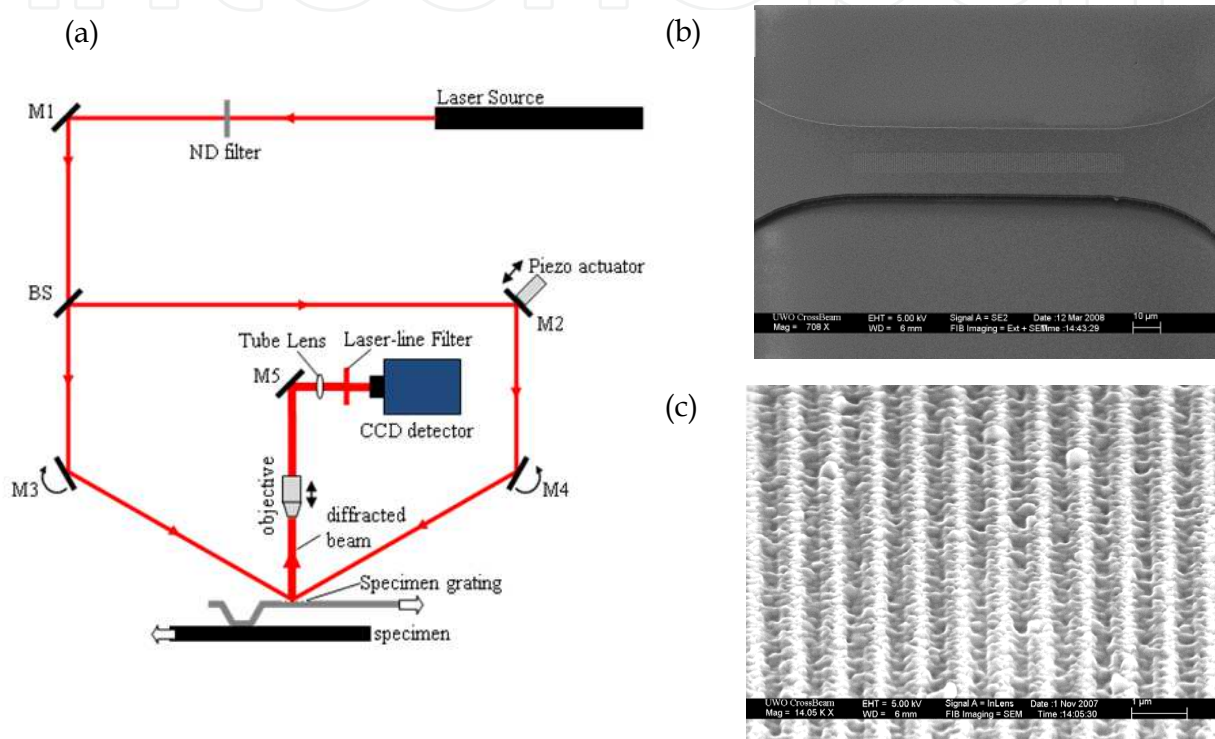 (a)
Laser Source
M1
ND filter
BS
Piezo actuator
M2
Tube Lens
Laser-line Filter
M5
CCD detector
M3
objective
M4
diffracted
beam
Specimen grating
specimen
(b)
UWO CrossBeam
Mag = 708 X
EHT = 5.00 kV
WD = 6 mm
Signal A = SE2
FIB Imaging = Ext + SEM
Date :12 Mar 2008
Time :14:43:29
10 µm
(c)
UWO CrossBeam
Mag = 14.05 K X
EHT = 5.00 kV
WD = 6 mm
Signal A = InLens
FIB Imaging = SEM
Date :1 Nov 2007
Time :14:05:30
1 µm